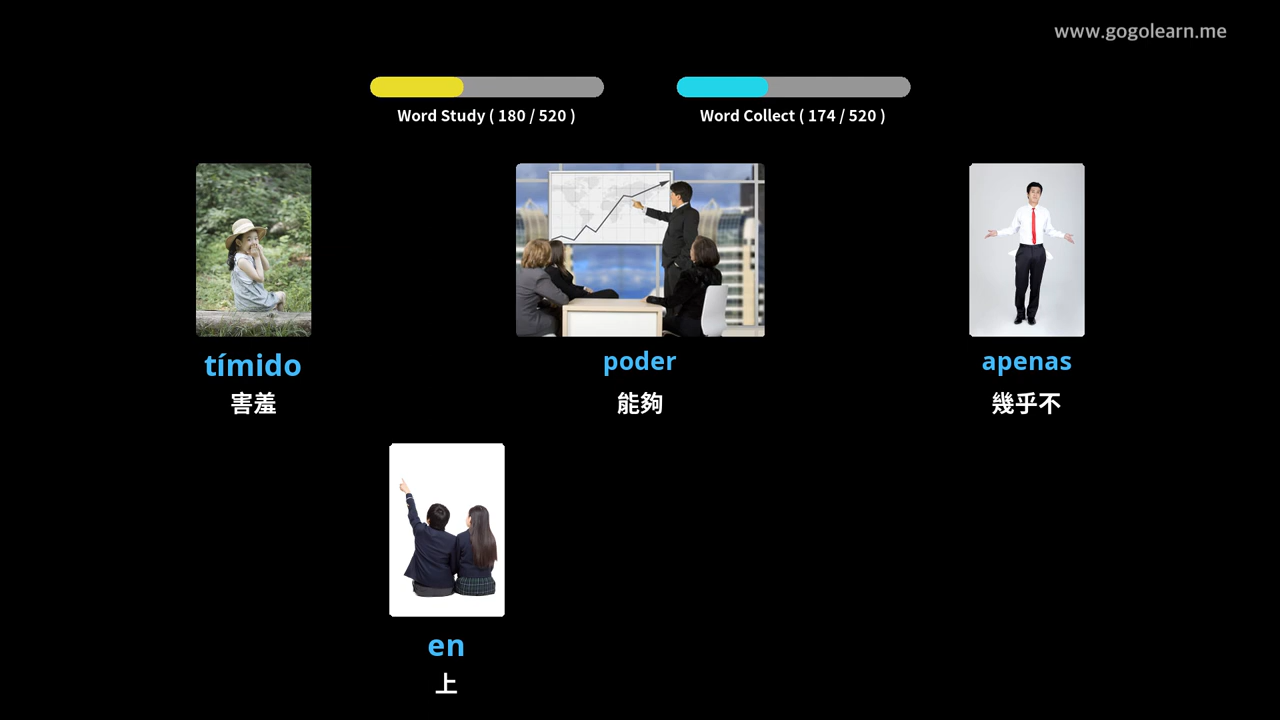 www.gogolearn.me
Word Study ( 180 / 520 )
Word Collect ( 174 / 520 )
tímido
害羞
poder
能夠
apenas
幾乎不
en
上